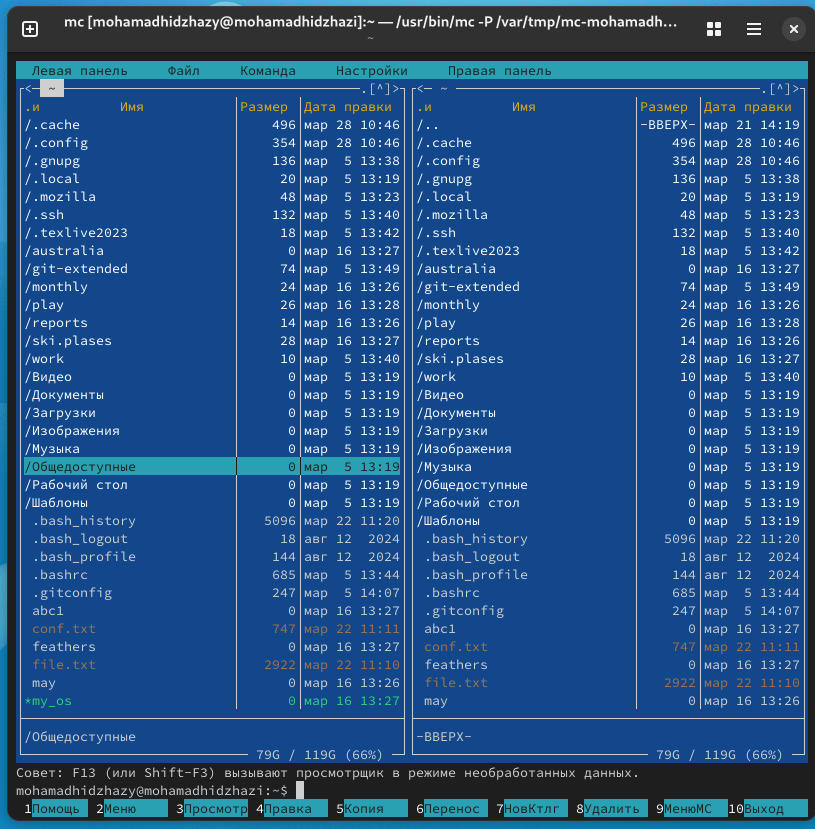 mc [mohamadhidzhazy@mohamadhidzhazi]:~ — /usr/bin/mc -P /var/tmp/mc-mohamadh…
~
Левая панель Файл Команда Настройки Правая панель
<─ ~ .[^]> <─ ~ .[^]>
.и Имя Размер Дата правки .и Имя Размер Дата правки
/.cache 496 мар 28 10:46 /.. -ВВЕРХ- мар 21 14:19
/.config 354 мар 28 10:46 /.cache 496 мар 28 10:46
/.gnupg 136 мар 5 13:38 /.config 354 мар 28 10:46
/.local 20 мар 5 13:19 /.gnupg 136 мар 5 13:38
/.mozilla 48 мар 5 13:23 /.local 20 мар 5 13:19
/.ssh 132 мар 5 13:40 /.mozilla 48 мар 5 13:23
/.texlive2023 18 мар 5 13:42 /.ssh 132 мар 5 13:40
/australia 0 мар 16 13:27 /.texlive2023 18 мар 5 13:42
/git-extended 74 мар 5 13:49 /australia 0 мар 16 13:27
/monthly 24 мар 16 13:26 /git-extended 74 мар 5 13:49
/play 26 мар 16 13:28 /monthly 24 мар 16 13:26
/reports 14 мар 16 13:26 /play 26 мар 16 13:28
/ski.plases 28 мар 16 13:27 /reports 14 мар 16 13:26
/work 10 мар 5 13:40 /ski.plases 28 мар 16 13:27
/Видео 0 мар 5 13:19 /work 10 мар 5 13:40
/Документы 0 мар 5 13:19 /Видео 0 мар 5 13:19
/Загрузки 0 мар 5 13:19 /Документы 0 мар 5 13:19
/Изображения 0 мар 5 13:19 /Загрузки 0 мар 5 13:19
/Музыка 0 мар 5 13:19 /Изображения 0 мар 5 13:19
/Общедоступные 0 мар 5 13:19 /Музыка 0 мар 5 13:19
/Рабочий стол 0 мар 5 13:19 /Общедоступные 0 мар 5 13:19
/Шаблоны 0 мар 5 13:19 /Рабочий стол 0 мар 5 13:19
.bash_history 5096 мар 22 11:20 /Шаблоны 0 мар 5 13:19
.bash_logout 18 авг 12 2024 .bash_history 5096 мар 22 11:20
.bash_profile 144 авг 12 2024 .bash_logout 18 авг 12 2024
.bashrc 685 мар 5 13:44 .bash_profile 144 авг 12 2024
.gitconfig 247 мар 5 14:07 .bashrc 685 мар 5 13:44
abc1 0 мар 16 13:27 .gitconfig 247 мар 5 14:07
conf.txt 747 мар 22 11:11 abc1 0 мар 16 13:27
feathers 0 мар 16 13:27 conf.txt 747 мар 22 11:11
file.txt 2922 мар 22 11:10 feathers 0 мар 16 13:27
may 0 мар 16 13:26 file.txt 2922 мар 22 11:10
*my_os 0 мар 16 13:27 may 0 мар 16 13:26
/Общедоступные -ВВЕРХ-
79G / 119G (66%) 79G / 119G (66%)
Совет: F13 (или Shift-F3) вызывают просмотрщик в режиме необработанных данных.
mohamadhidzhazy@mohamadhidzhazi:~$
1Помощь 2Меню 3Просмотр 4Правка 5Копия 6Перенос 7НовКтлг 8Удалить 9МенюMC 10Выход